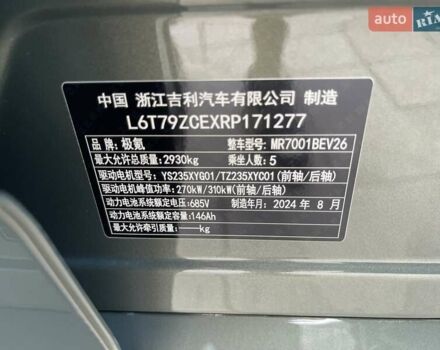 auto
RIA
中国 浙江吉利汽车有限公司 制造
L6T79ZCEXRP171277
品牌：极氪 整车型号：MR7001BEV26
最大允许总质量：2930kg 乘坐人数：5
驱动电机型号：YS235XYG01/TZ235XYC01(前轴/后轴)
驱动电机峰值功率：270kW/310kW(前轴/后轴)
动力电池系统额定电压：685V 制造年月：2024 年 8 月
动力电池系统额定容量：146Ah
最大允许牵引质量：——kg